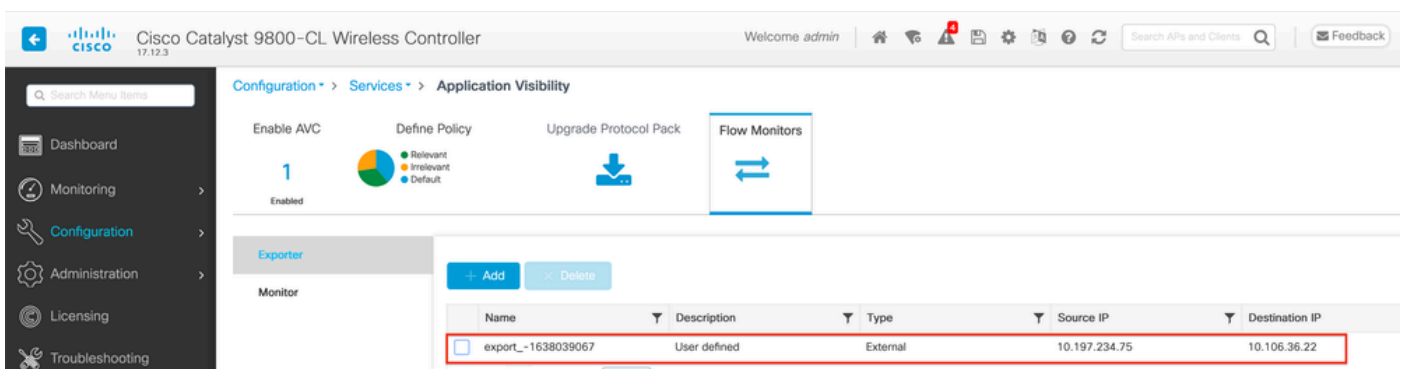 CISCO
Cisco Catalyst 9800-CL Wireless Controller
17.12.3
Welcome admin
4
Search APs and Clients
Feedback
Search Menu Items
Dashboard
Monitoring
Configuration
Administration
Licensing
Troubleshooting
Configuration > Services > Application Visibility
Enable AVC
1
Enabled
Define Policy
Relevant
Irrelevant
Default
Upgrade Protocol Pack
Flow Monitors
Exporter
Monitor
+ Add
× Delete
Name Description Type Source IP Destination IP
export_-1638039067 User defined External 10.197.234.75 10.106.36.22